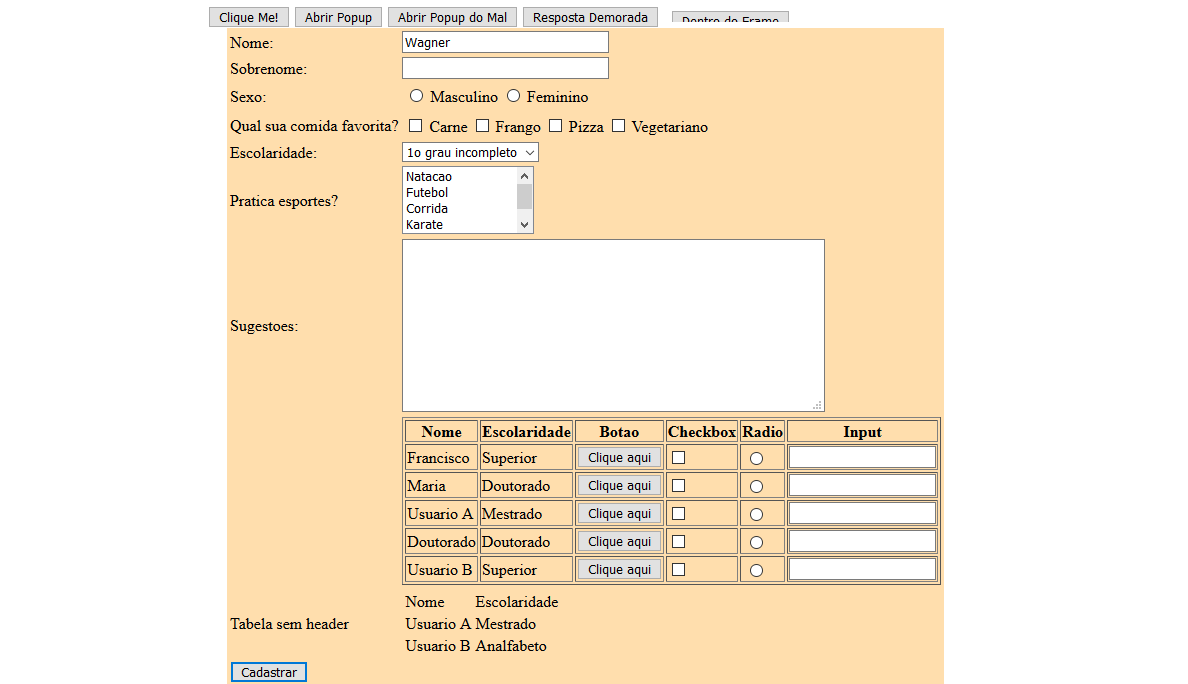 Clique Me! Abrir Popup Abrir Popup do Mal Resposta Demorada Dentro do Frame
Nome: Wagner
Sobrenome:
Sexo: Masculino Feminino
Qual sua comida favorita? Carne Frango Pizza Vegetariano
Escolaridade: 1o grau incompleto
Pratica esportes?
Natacao
Futebol
Corrida
Karate
Sugestoes:
Nome Escolaridade Botao Checkbox Radio Input
Francisco Superior Clique aqui
Maria Doutorado Clique aqui
Usuario A Mestrado Clique aqui
Doutorado Doutorado Clique aqui
Usuario B Superior Clique aqui
Tabela sem header
Nome Escolaridade
Usuario A Mestrado
Usuario B Analfabeto
Cadastrar